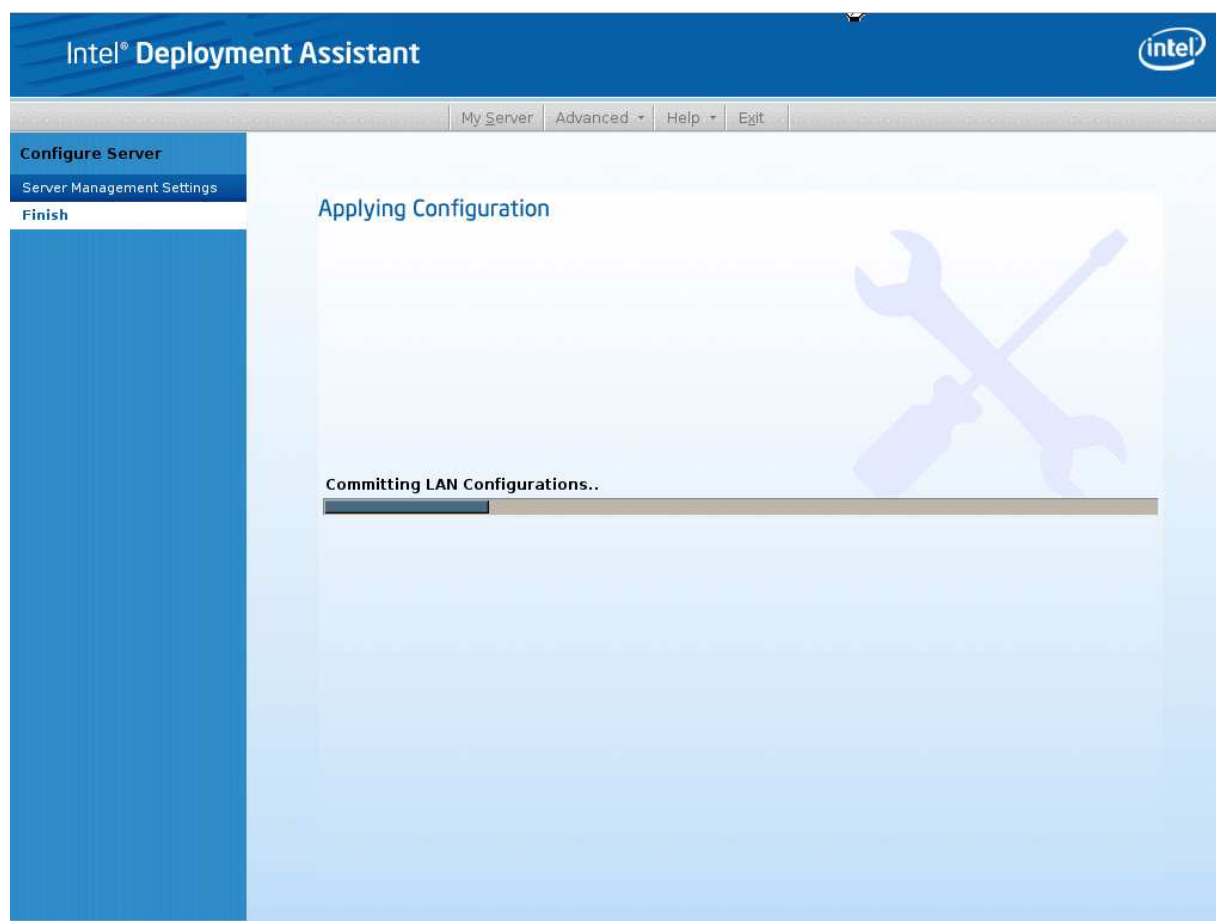 Intel® Deployment Assistant
intel
My Server Advanced Help Exit
Configure Server
Server Management Settings
Finish
Applying Configuration
Committing LAN Configurations..